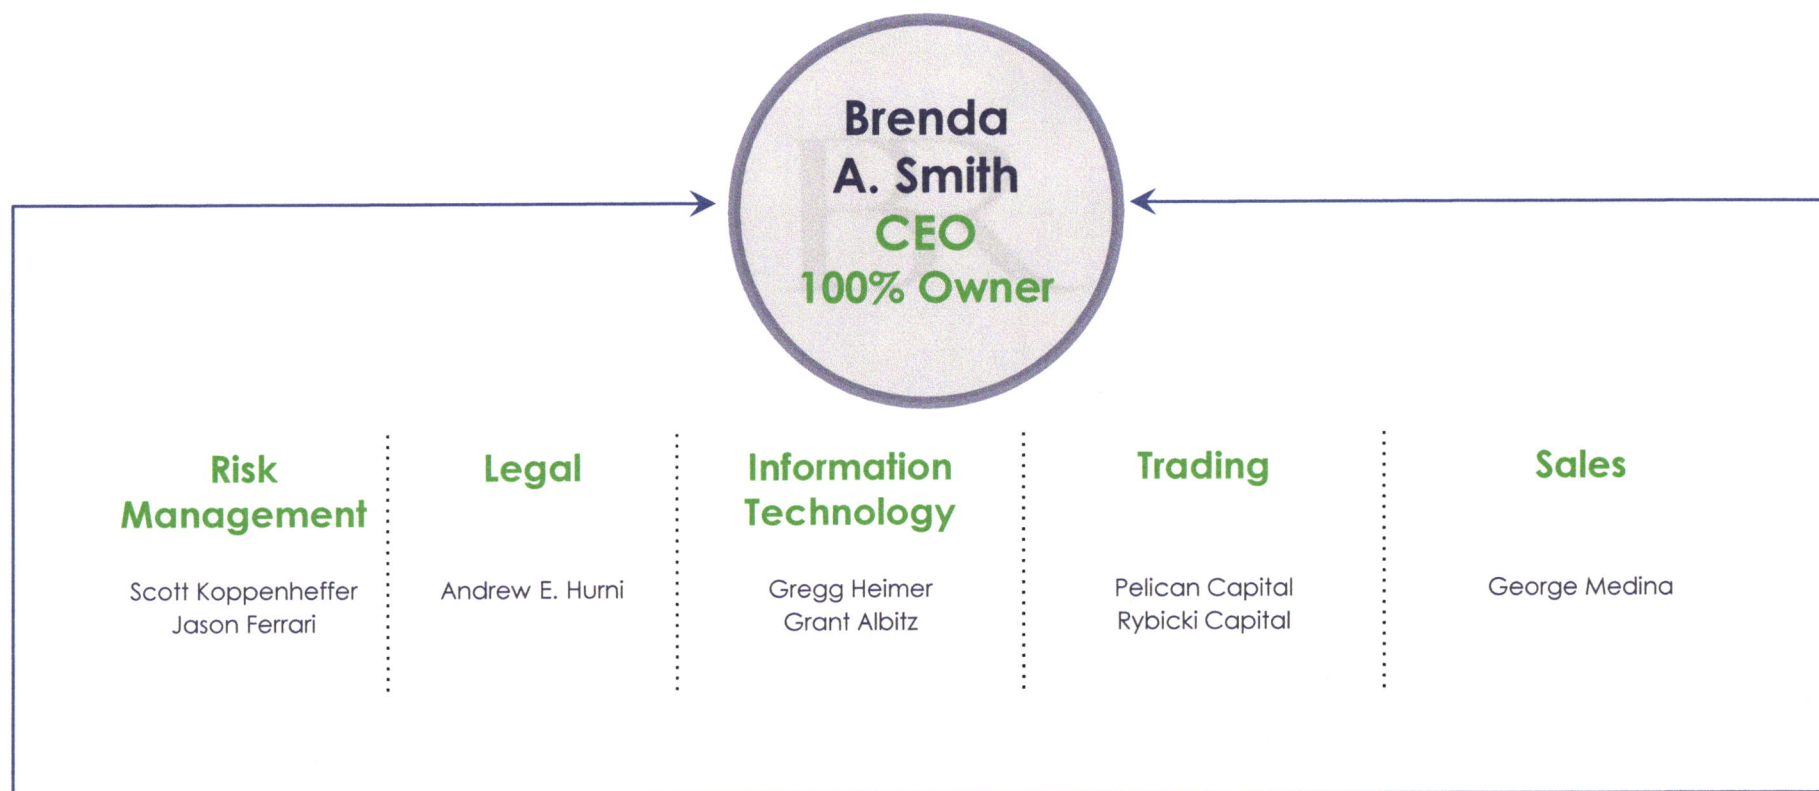 Brenda
A. Smith
CEO
100% Owner
Risk
Management
Scott Koppenheffer
Jason Ferrari
Legal
Andrew E. Hurni
Information
Technology
Gregg Heimer
Grant Albitz
Trading
Pelican Capital
Rybicki Capital
Sales
George Medina